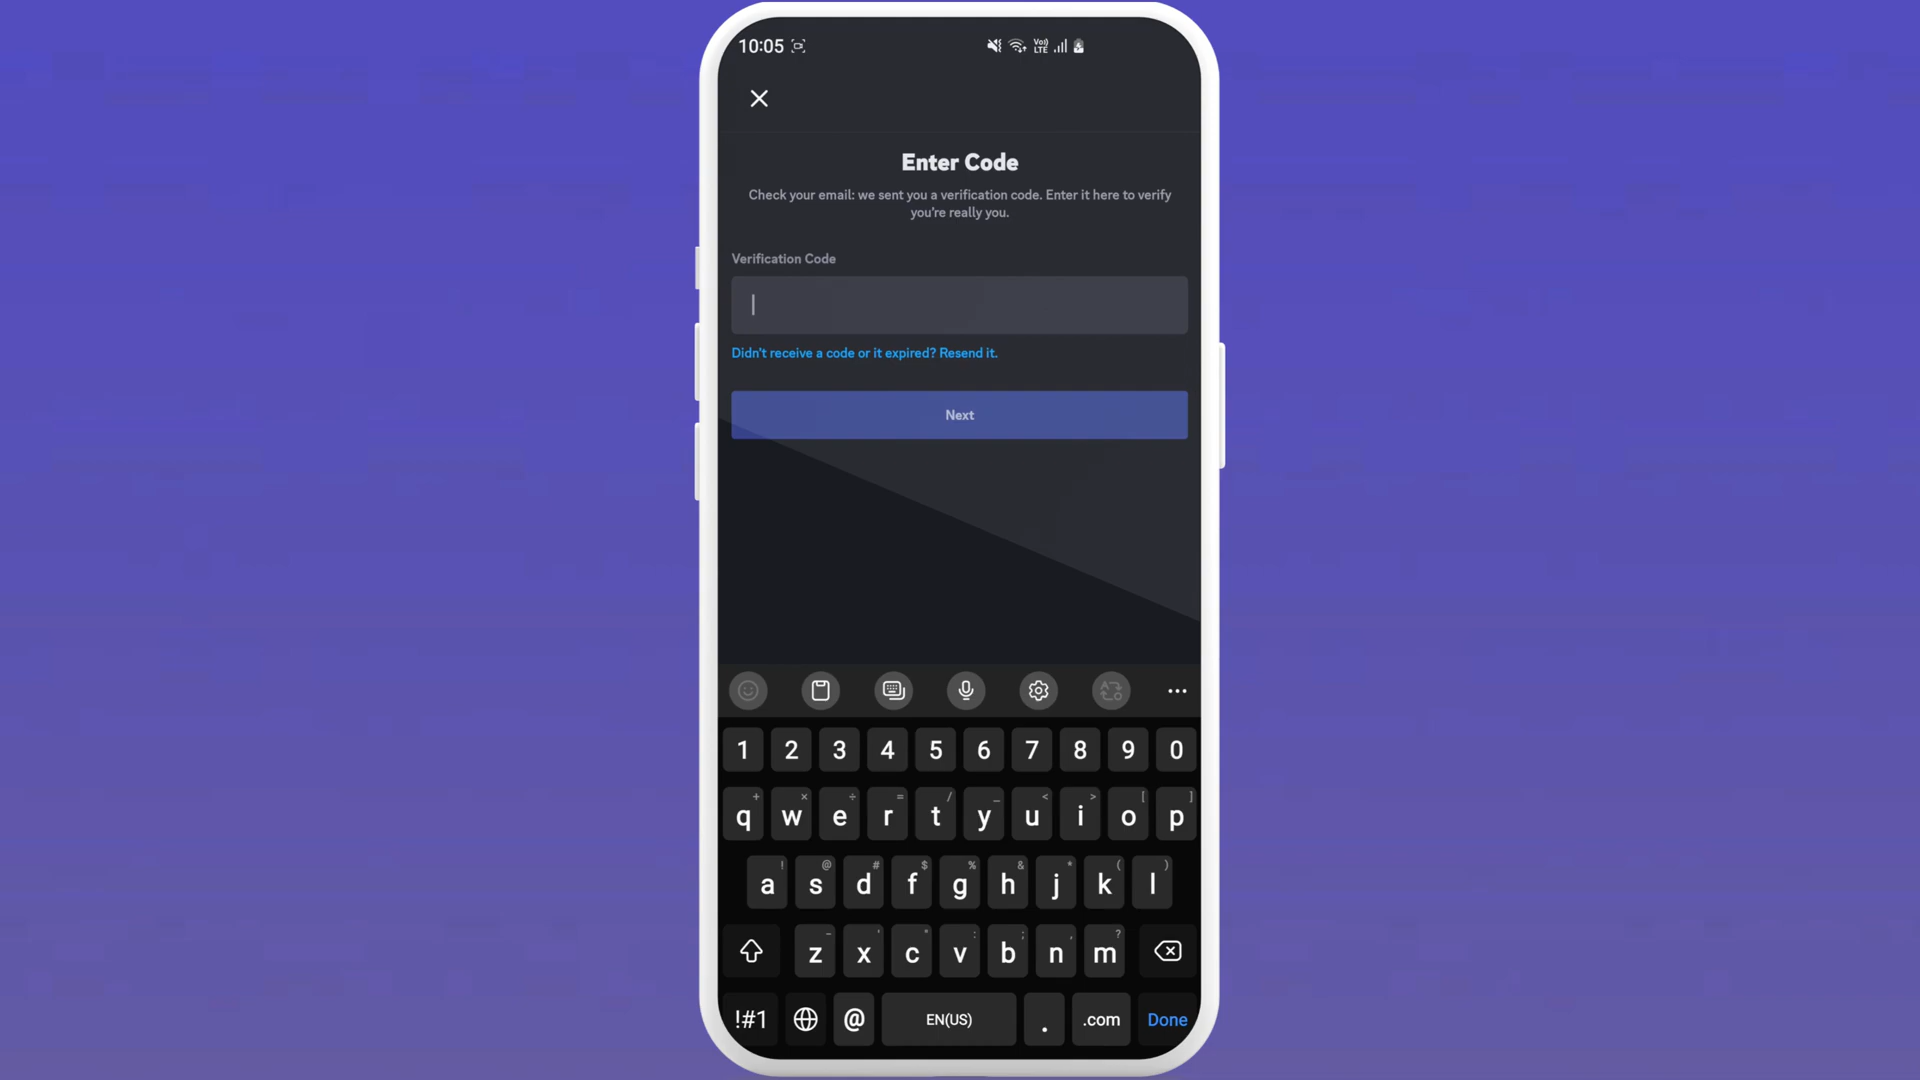 10:05
Vo)
LTE
Enter Code
Check your email: we sent you a verification code. Enter it here to verify
you're really you.
Verification Code
Didn't receive a code or it expired? Resend it.
Next
1 2 3 4 5 6 7 8 9 0
+ × ÷ = / _ < > [ ]
q w e r t y u i o p
! @ # $ % & * ( )
a s d f g h j k l
- ' " : ; , ?
z x c v b n m
!#1 @ EN(US) . .com Done